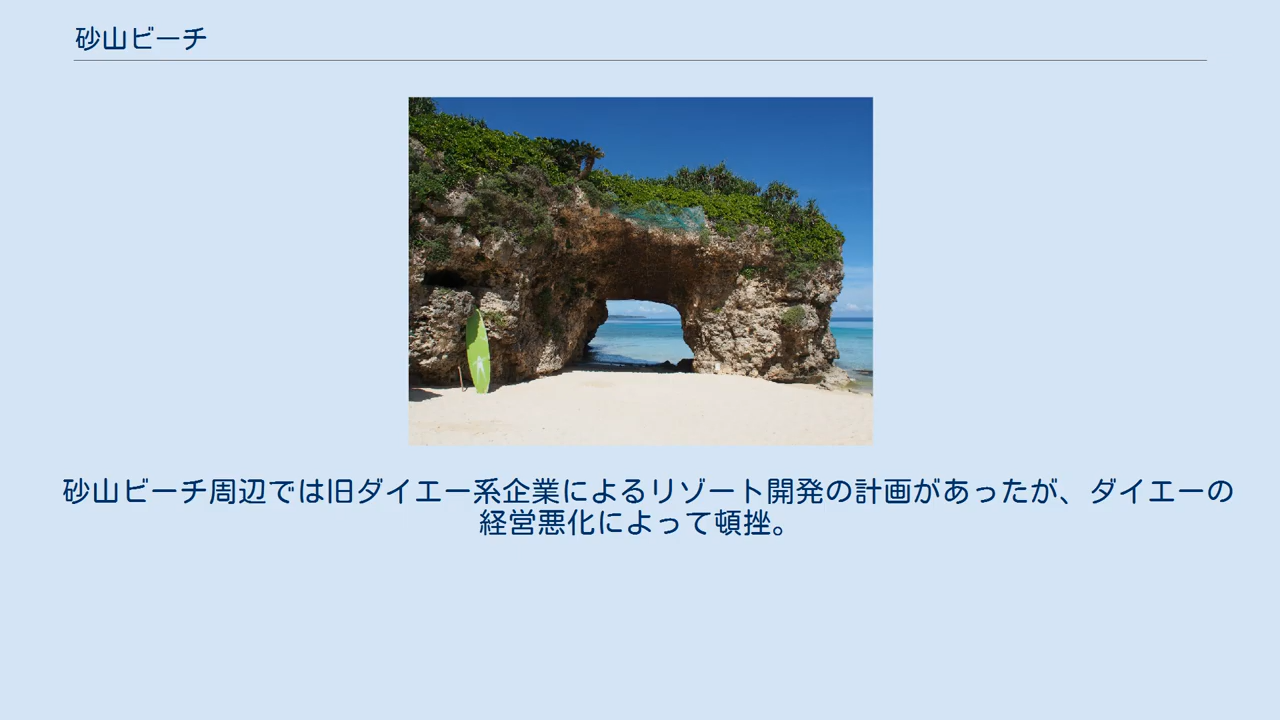 砂山ビーチ
砂山ビーチ周辺では旧ダイエー系企業によるリゾート開発の計画があったが、ダイエーの
経営悪化によって頓挫。